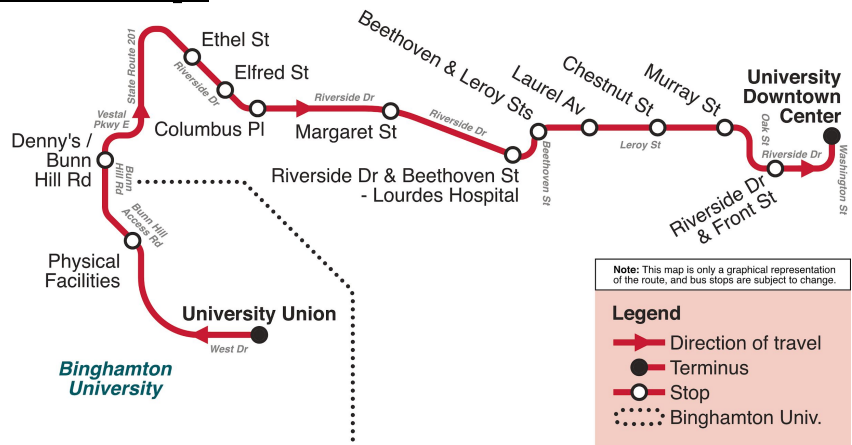 Ethel St
Elfred St
Columbus Pl
Margaret St
Riverside Dr & Beethoven St
- Lourdes Hospital
Beethoven & Leroy Sts
Laurel Av
Chestnut St
Murray St
Riverside Dr
& Front St
University
Downtown
Center
Denny's /
Bunn
Hill Rd
Physical
Facilities
University Union
Binghamton
University
State Route 201
Vestal
Pkwy E
Bunn
Hill Rd
Bunn Hill
Access Rd
West Dr
Riverside Dr
Riverside Dr
Riverside Dr
Beethoven St
Leroy St
Oak St
Riverside Dr
Washington St
Note: This map is only a graphical representation
of the route, and bus stops are subject to change.
Legend
Direction of travel
Terminus
Stop
Binghamton Univ.